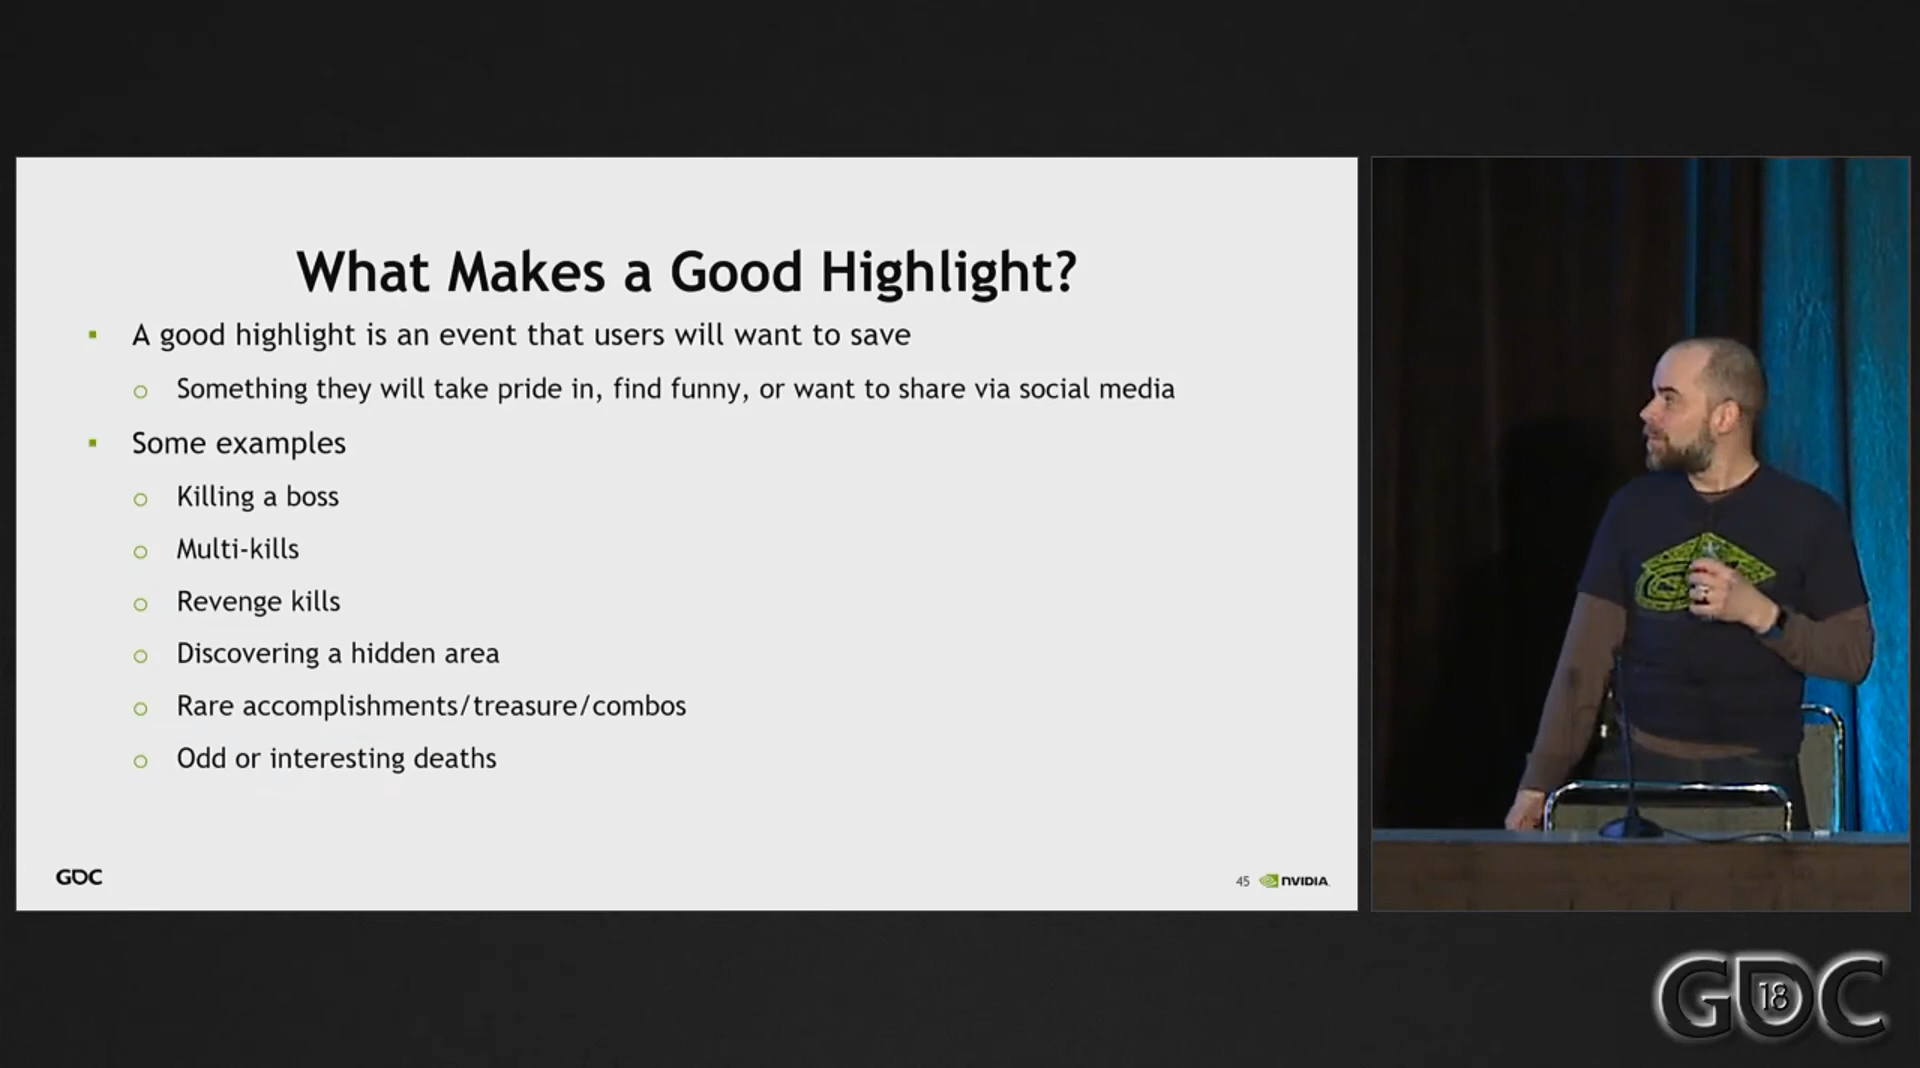 What Makes a Good Highlight?
▪ A good highlight is an event that users will want to save
o Something they will take pride in, find funny, or want to share via social media
▪ Some examples
o Killing a boss
o Multi-kills
o Revenge kills
o Discovering a hidden area
o Rare accomplishments/treasure/combos
o Odd or interesting deaths
GDC
45 NVIDIA
GDC 18